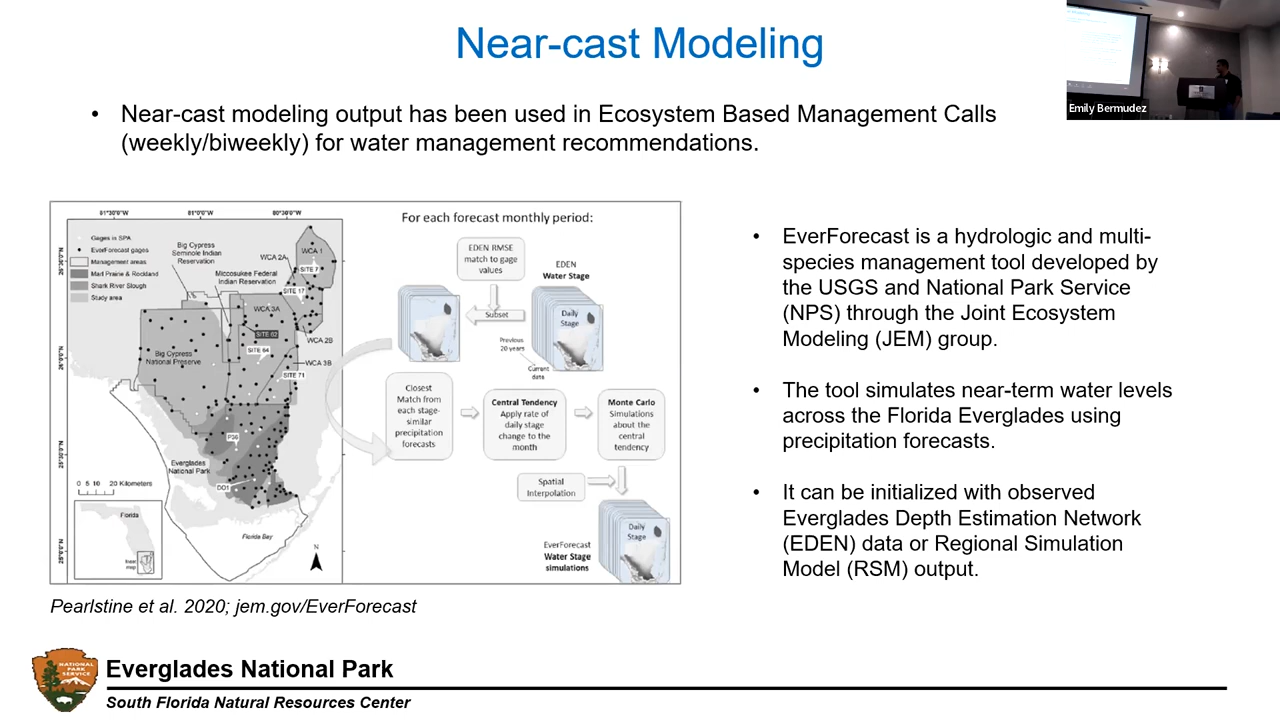 Near-cast Modeling
Emily Bermudez
• Near-cast modeling output has been used in Ecosystem Based Management Calls
(weekly/biweekly) for water management recommendations.
81°30'0"W 81°0'0"W 80°30'0"W
Gages in SPA
EverForecast gages
Management areas
Marl Prairie & Rockland
Shark River Slough
Study area
Big Cypress
Seminole Indian
Reservation
Miccosukee Federal
Indian Reservation
WCA 2A
WCA 1
SITE 7
SITE 17
WCA 3A
SITE 62
WCA 2B
SITE 64
WCA 3B
SITE 71
Big Cypress
National Preserve
P36
Everglades
National Park
DO1
0 5 10 20 Kilometers
Florida
Florida Bay
N
26°0'0"N
25°30'0"N
25°0'0"N
For each forecast monthly period:
EDEN RMSE
match to gage
values
EDEN
Water Stage
Subset
Daily
Stage
Previous
20 years
Current
data
Closest
Match from
each stage-
similar
precipitation
forecasts
Central Tendency
Apply rate of
daily stage
change to the
month
Monte Carlo
Simulations
about the
central
tendency
Spatial
Interpolation
Daily
Stage
EverForecast
Water Stage
simulations
• EverForecast is a hydrologic and multi-
species management tool developed by
the USGS and National Park Service
(NPS) through the Joint Ecosystem
Modeling (JEM) group.
• The tool simulates near-term water levels
across the Florida Everglades using
precipitation forecasts.
• It can be initialized with observed
Everglades Depth Estimation Network
(EDEN) data or Regional Simulation
Model (RSM) output.
Pearlstine et al. 2020; jem.gov/EverForecast
NATIONAL
PARK
SERVICE
Everglades National Park
South Florida Natural Resources Center